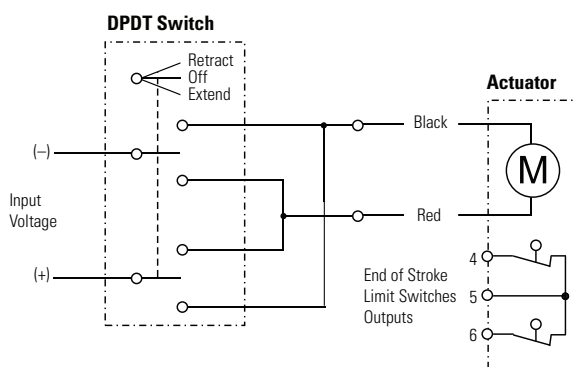 DPDT Switch
Retract
Off
Extend
Actuator
(–)
Black
M
Input
Voltage
Red
(+)
4
End of Stroke
Limit Switches
Outputs
5
6